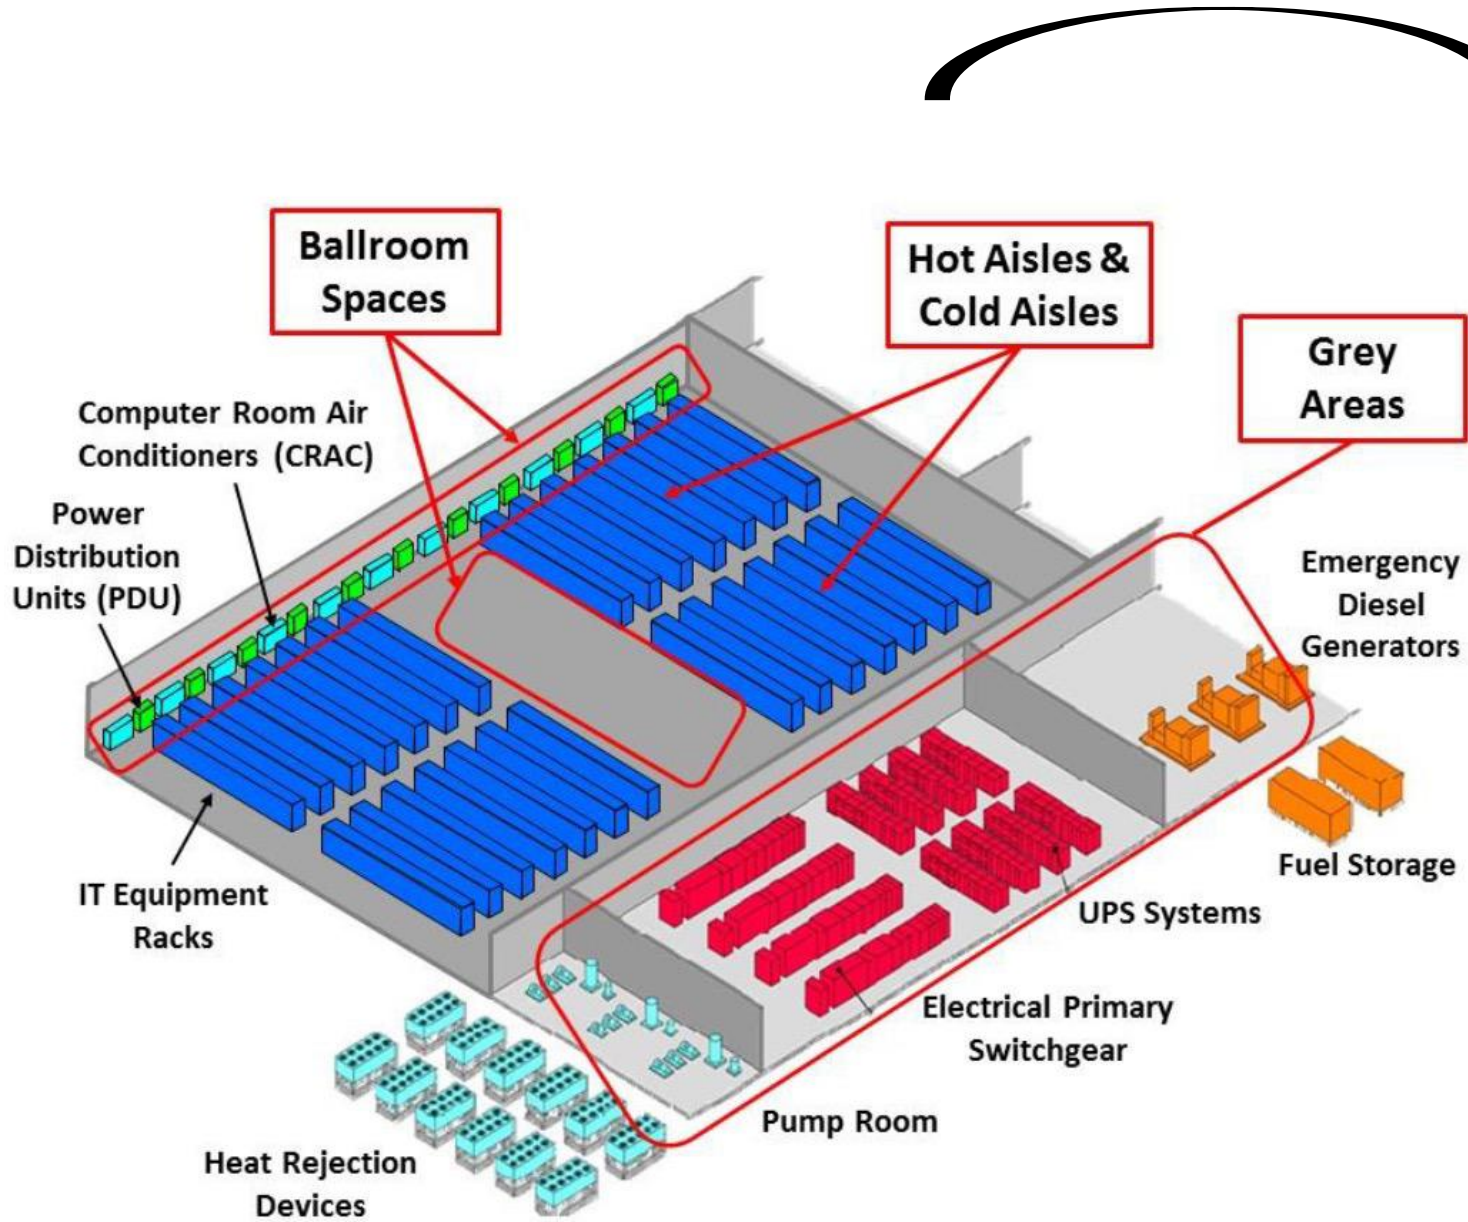 Ballroom
Spaces
Hot Aisles &
Cold Aisles
Grey
Areas
Computer Room Air
Conditioners (CRAC)
Power
Distribution
Units (PDU)
Emergency
Diesel
Generators
Fuel Storage
IT Equipment
Racks
UPS Systems
Electrical Primary
Switchgear
Pump Room
Heat Rejection
Devices